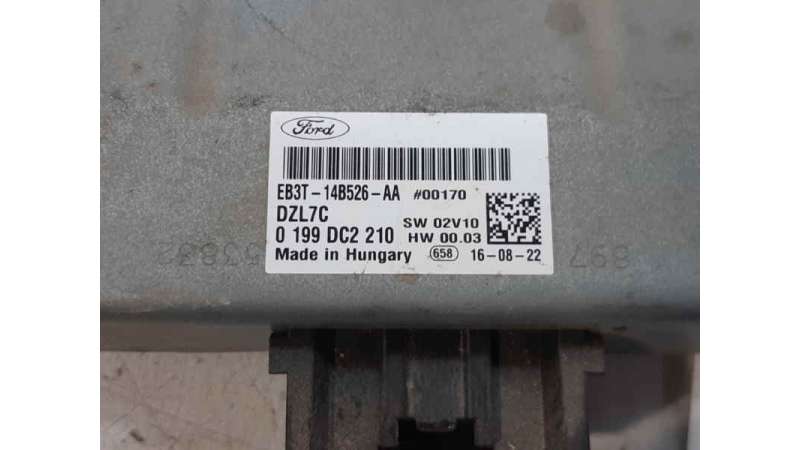 Ford
EB3T-14B526-AA #00170
DZL7C
SW 02V10
0 199 DC2 210 HW 00.03
Made in Hungary 658 16-08-22